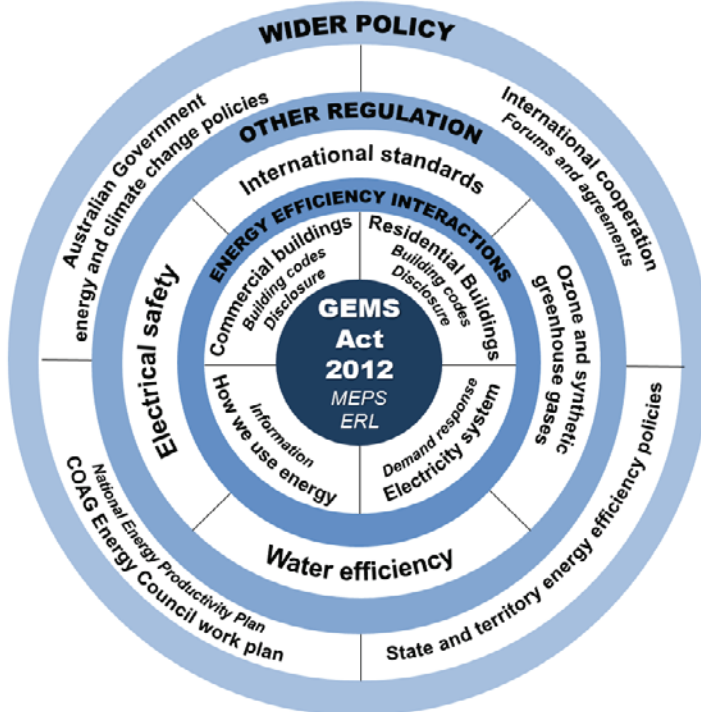 WIDER POLICY
Australian Government
energy and climate change policies
International cooperation
Forums and agreements
OTHER REGULATION
International standards
ENERGY EFFICIENCY INTERACTIONS
Commercial buildings
Building codes
Disclosure
Residential Buildings
Building codes
Disclosure
Electrical safety
GEMS
Act
2012
MEPS
ERL
Ozone and synthetic
greenhouse gases
Information
How we use energy
Demand response
Electricity system
Water efficiency
National Energy Productivity Plan
COAG Energy Council work plan
State and territory energy efficiency policies